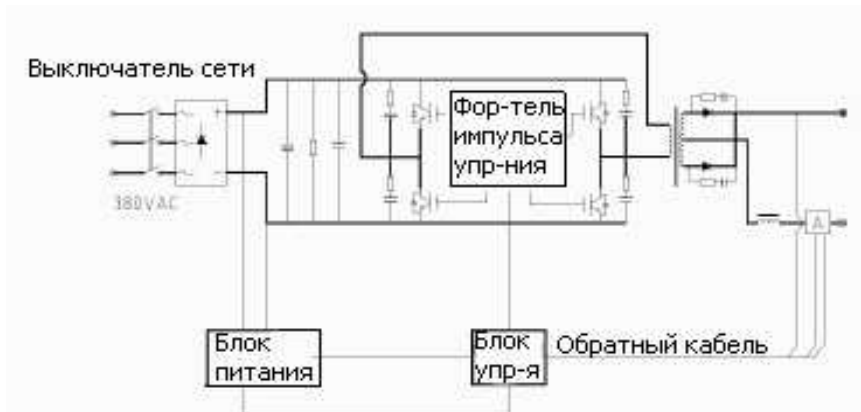 Выключатель сети
Фор-тель
импульса
упр-ния
380VAC
A
Блок
питания
Блок
упр-я
Обратный кабель